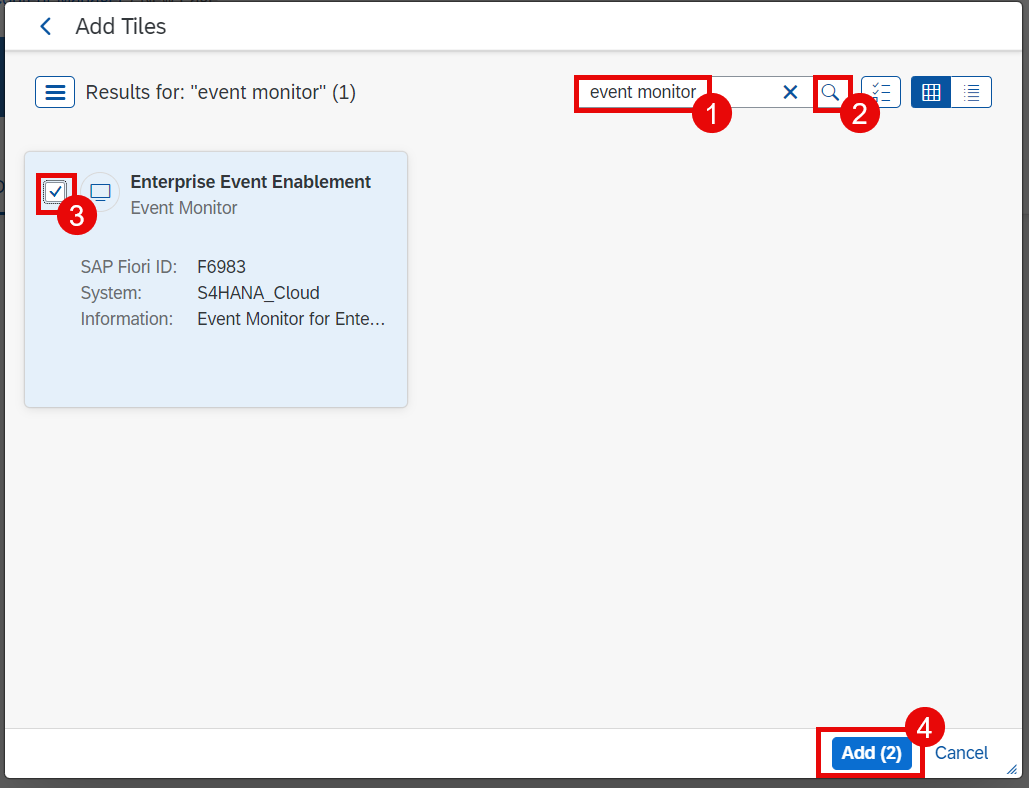 Add Tiles
Results for: "event monitor" (1)
event monitor
1
2
3
Enterprise Event Enablement
Event Monitor
SAP Fiori ID: F6983
System: S4HANA_Cloud
Information: Event Monitor for Ente...
4
Add (2)
Cancel